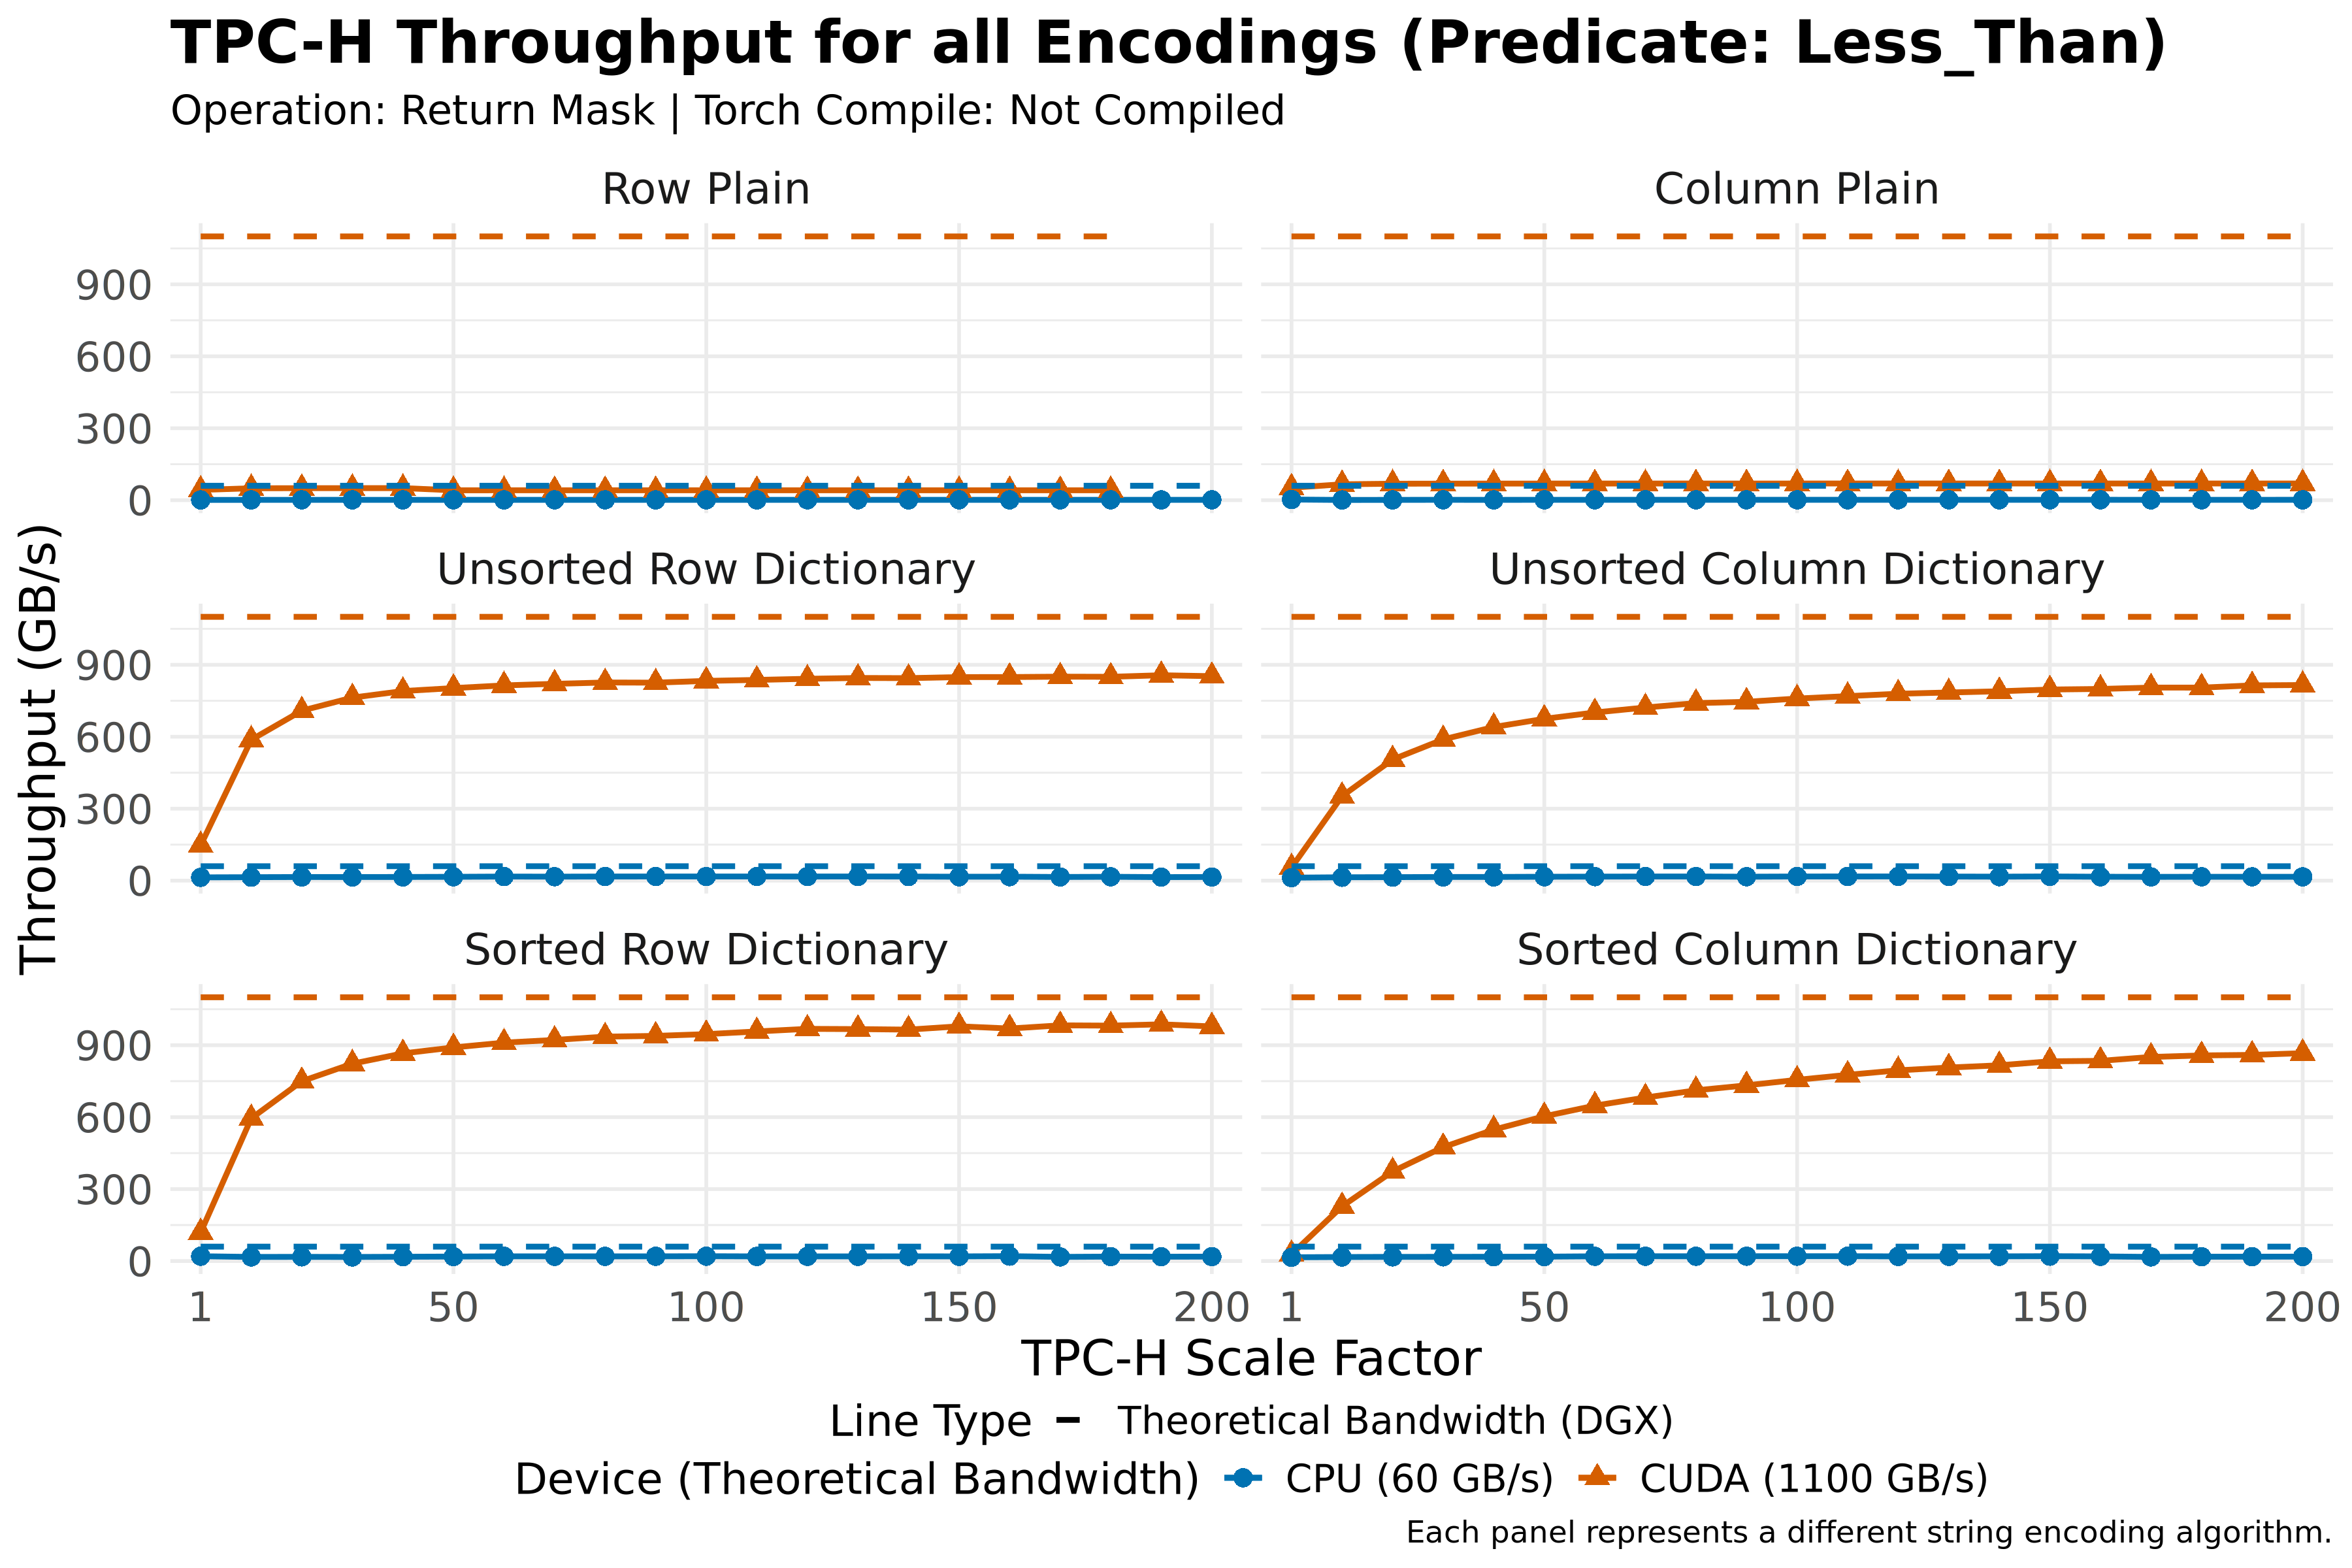 TPC-H Throughput for all Encodings (Predicate: Less_Than)
Operation: Return Mask | Torch Compile: Not Compiled
Row Plain
Column Plain
900
600
300
0
Unsorted Row Dictionary
Unsorted Column Dictionary
900
600
300
0
Sorted Row Dictionary
Sorted Column Dictionary
900
600
300
0
Throughput (GB/s)
1 50 100 150 200
1 50 100 150 200
TPC-H Scale Factor
Line Type Theoretical Bandwidth (DGX)
Device (Theoretical Bandwidth) CPU (60 GB/s) CUDA (1100 GB/s)
Each panel represents a different string encoding algorithm.